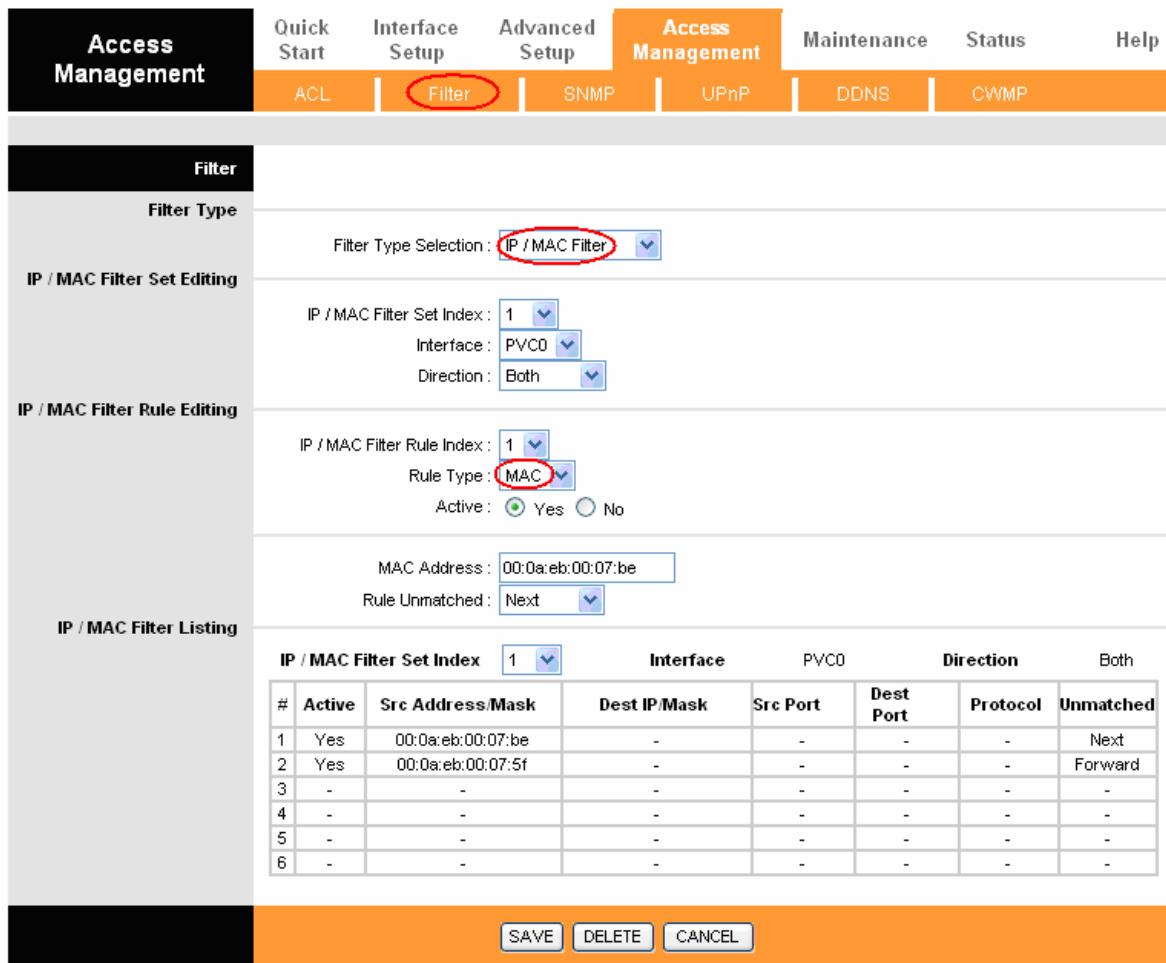 Access Management
Quick Start
Interface Setup
Advanced Setup
Access Management
Maintenance
Status
Help
ACL
Filter
SNMP
UPnP
DDNS
CWMP
Filter
Filter Type
Filter Type Selection : IP / MAC Filter
IP / MAC Filter Set Editing
IP / MAC Filter Set Index : 1
Interface : PVC0
Direction : Both
IP / MAC Filter Rule Editing
IP / MAC Filter Rule Index : 1
Rule Type : MAC
Active : Yes No
MAC Address : 00:0a:eb:00:07:be
Rule Unmatched : Next
IP / MAC Filter Listing
IP / MAC Filter Set Index 1 Interface PVC0 Direction Both
# Active Src Address/Mask Dest IP/Mask Src Port Dest Port Protocol Unmatched
1 Yes 00:0a:eb:00:07:be - - - - Next
2 Yes 00:0a:eb:00:07:5f - - - - Forward
3 - - - - - - -
4 - - - - - - -
5 - - - - - - -
6 - - - - - - -
SAVE DELETE CANCEL